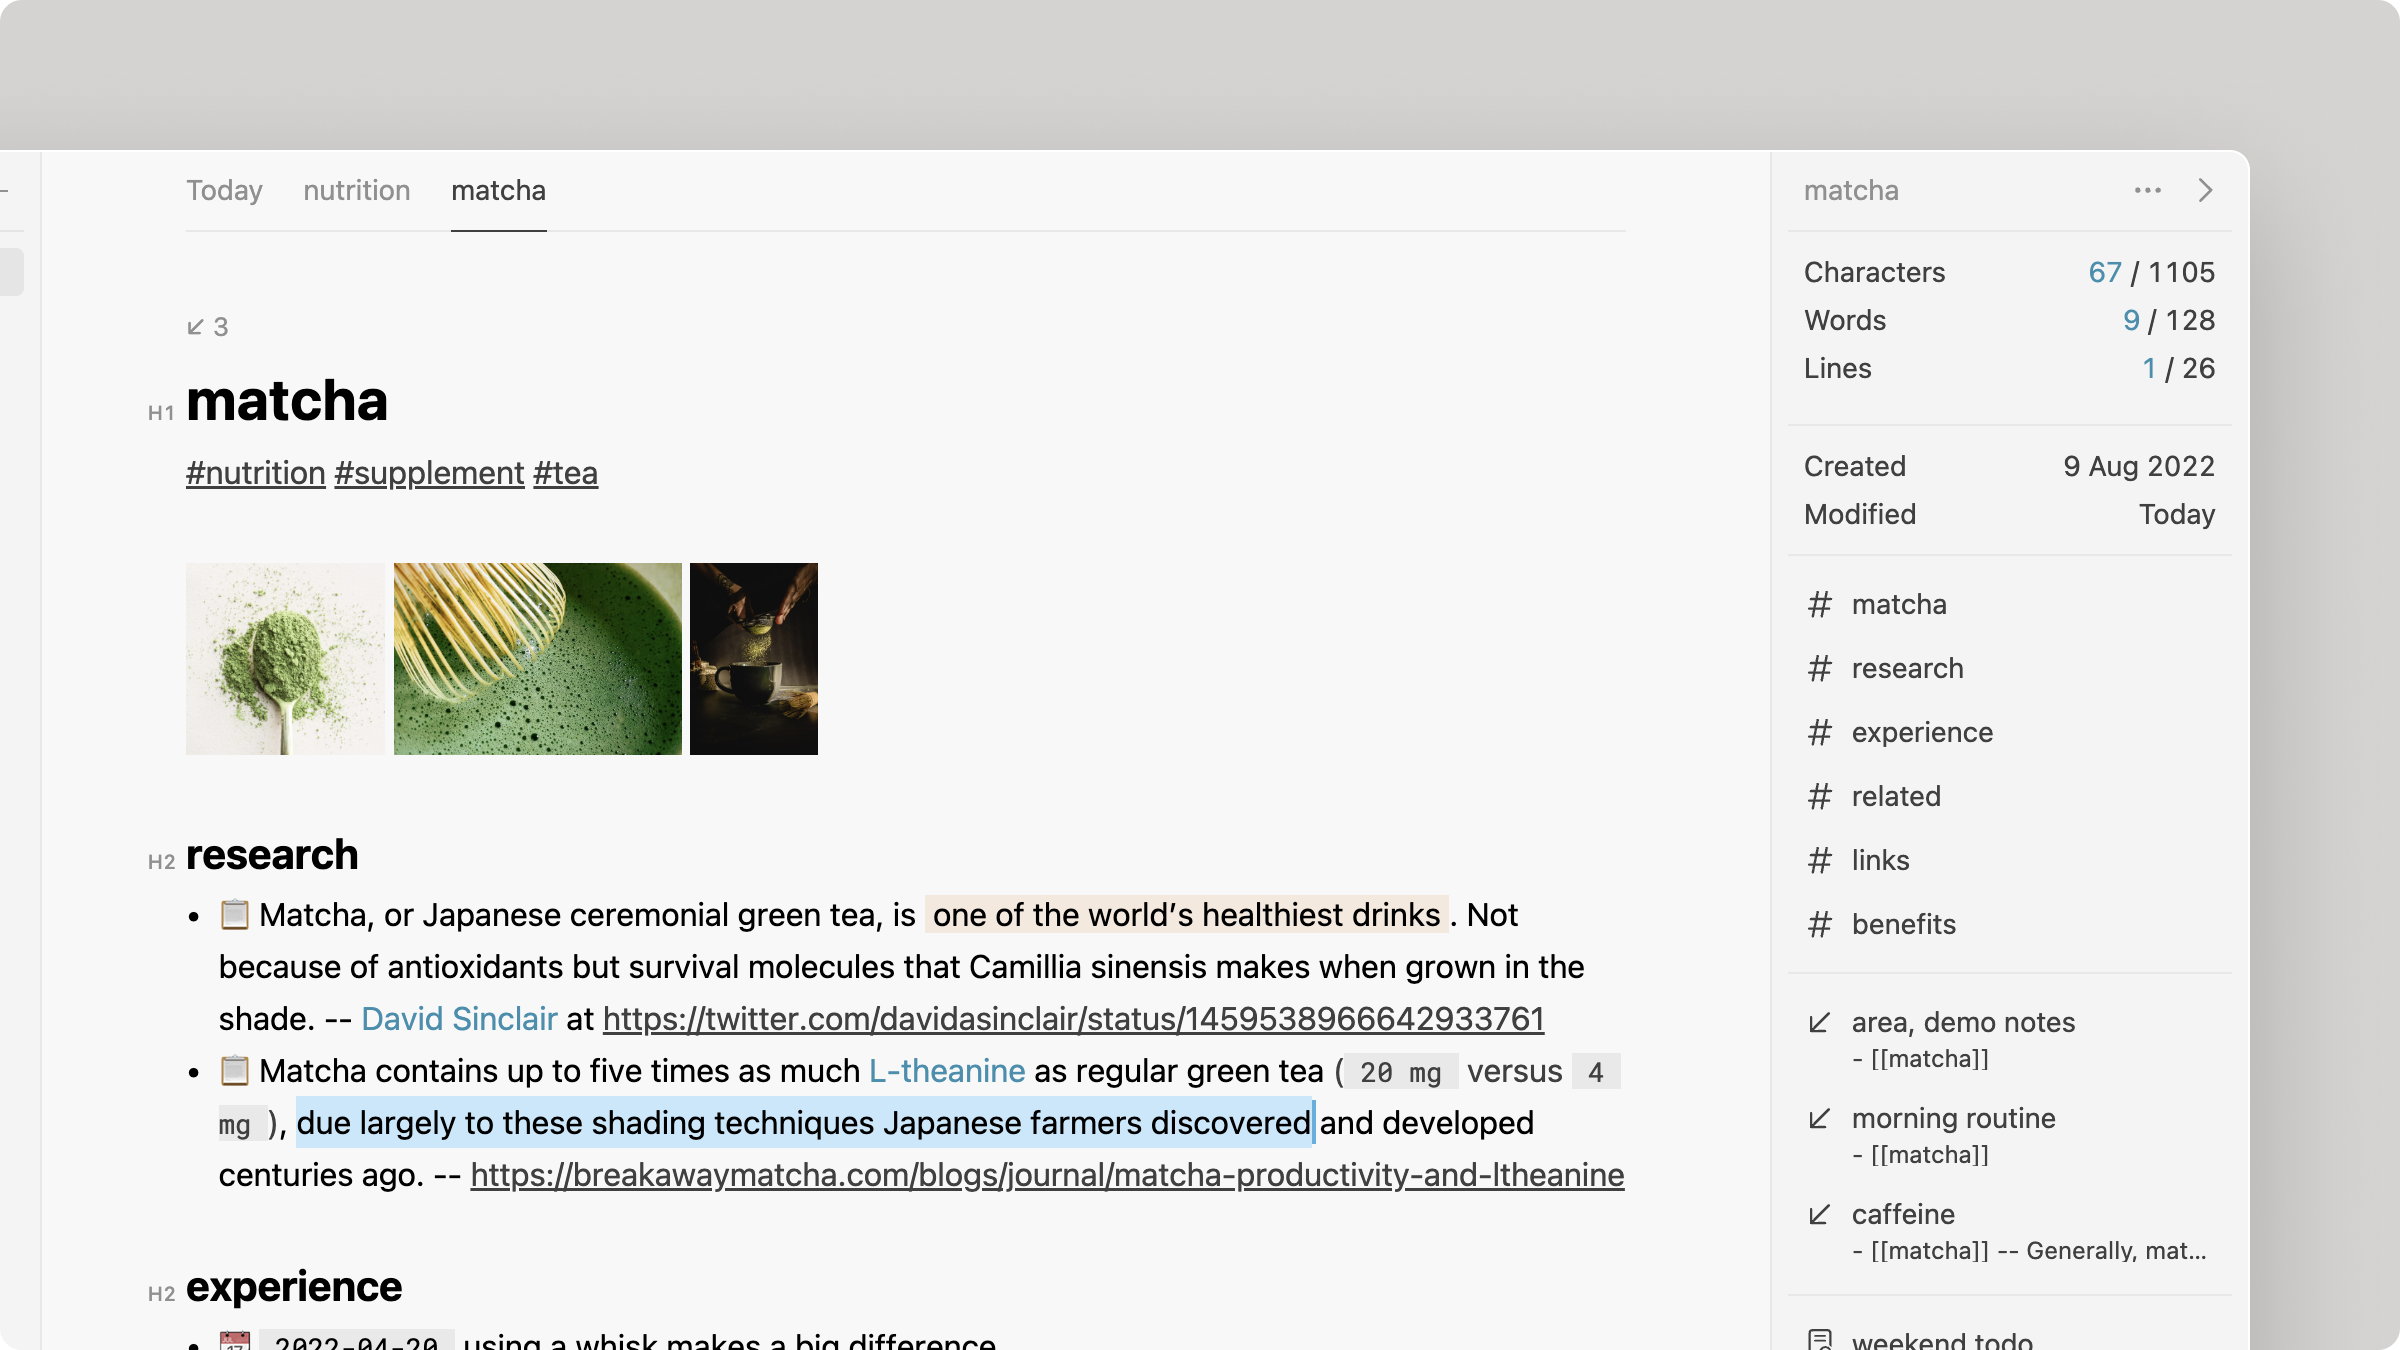 Today nutrition matcha
3
H1 matcha
#nutrition #supplement #tea
H2 research
• Matcha, or Japanese ceremonial green tea, is one of the world’s healthiest drinks . Not
because of antioxidants but survival molecules that Camillia sinensis makes when grown in the
shade. -- David Sinclair at https://twitter.com/davidasinclair/status/1459538966642933761
• Matcha contains up to five times as much L-theanine as regular green tea ( 20 mg versus 4
mg ), due largely to these shading techniques Japanese farmers discovered and developed
centuries ago. -- https://breakawaymatcha.com/blogs/journal/matcha-productivity-and-ltheanine
H2 experience
• 2022-04-20 using a whisk makes a big difference
matcha
Characters 67 / 1105
Words 9 / 128
Lines 1 / 26
Created 9 Aug 2022
Modified Today
# matcha
# research
# experience
# related
# links
# benefits
area, demo notes
- [[matcha]]
morning routine
- [[matcha]]
caffeine
- [[matcha]] -- Generally, mat...
weekend todo